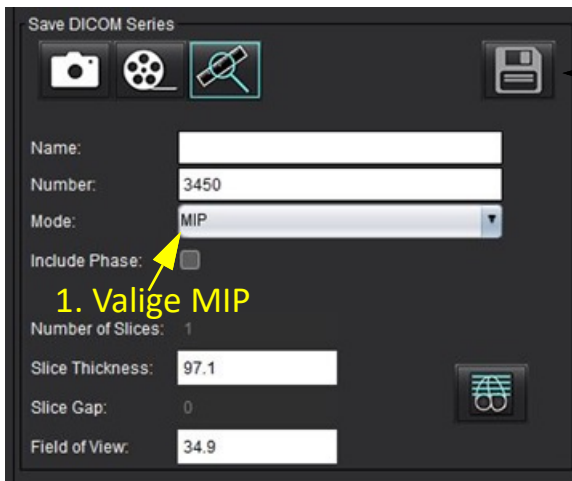 Save DICOM Series
Name:
Number: 3450
Mode: MIP
Include Phase:
1. Valige MIP
Number of Slices: 1
Slice Thickness: 97.1
Slice Gap: 0
Field of View: 34.9